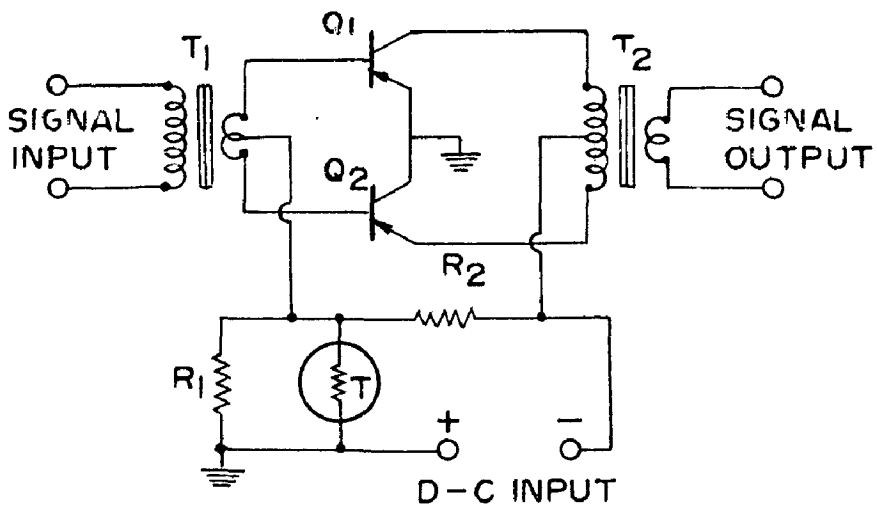 Q1
T1
T2
SIGNAL
INPUT
SIGNAL
OUTPUT
Q2
R2
R1
T
+
−
D-C INPUT